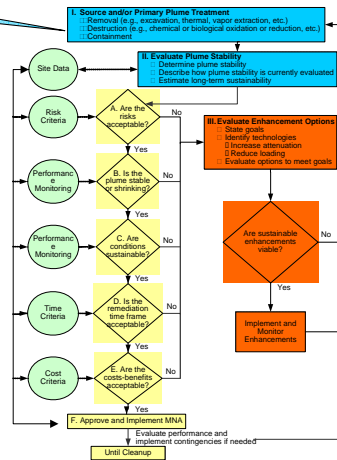 I. Source and/or Primary Plume Treatment
Removal (e.g., excavation, thermal, vapor extraction, etc.)
Destruction (e.g., chemical or biological oxidation or reduction, etc.)
Containment
II. Evaluate Plume Stability
Determine plume stability
Describe how plume stability is currently evaluated
Estimate long-term sustainability
Site Data
Risk
Criteria
A. Are the
risks
acceptable?
No
Yes
III. Evaluate Enhancement Options
State goals
Identify technologies
Increase attenuation
Reduce loading
Evaluate options to meet goals
Performanc
e
Monitoring
B. Is the
plume stable
or shrinking?
No
Yes
Performanc
e
Monitoring
C. Are
conditions
sustainable?
No
Yes
Are sustainable
enhancements
viable?
No
Yes
Time
Criteria
D. Is the
remediation
time frame
acceptable?
No
Yes
Implement and
Monitor
Enhancements
Cost
Criteria
E. Are the
costs-benefits
acceptable?
No
Yes
F. Approve and Implement MNA
Evaluate performance and
implement contingencies if needed
Until Cleanup